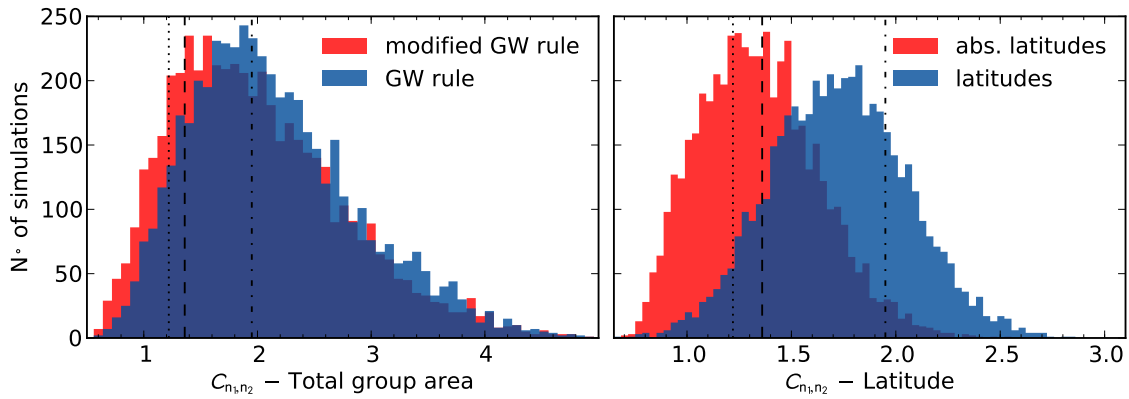 250
200
150
100
50
0
N° of simulations
modified GW rule
GW rule
1 2 3 4
C_{n₁,n₂} − Total group area
abs. latitudes
latitudes
1.0 1.5 2.0 2.5 3.0
C_{n₁,n₂} − Latitude